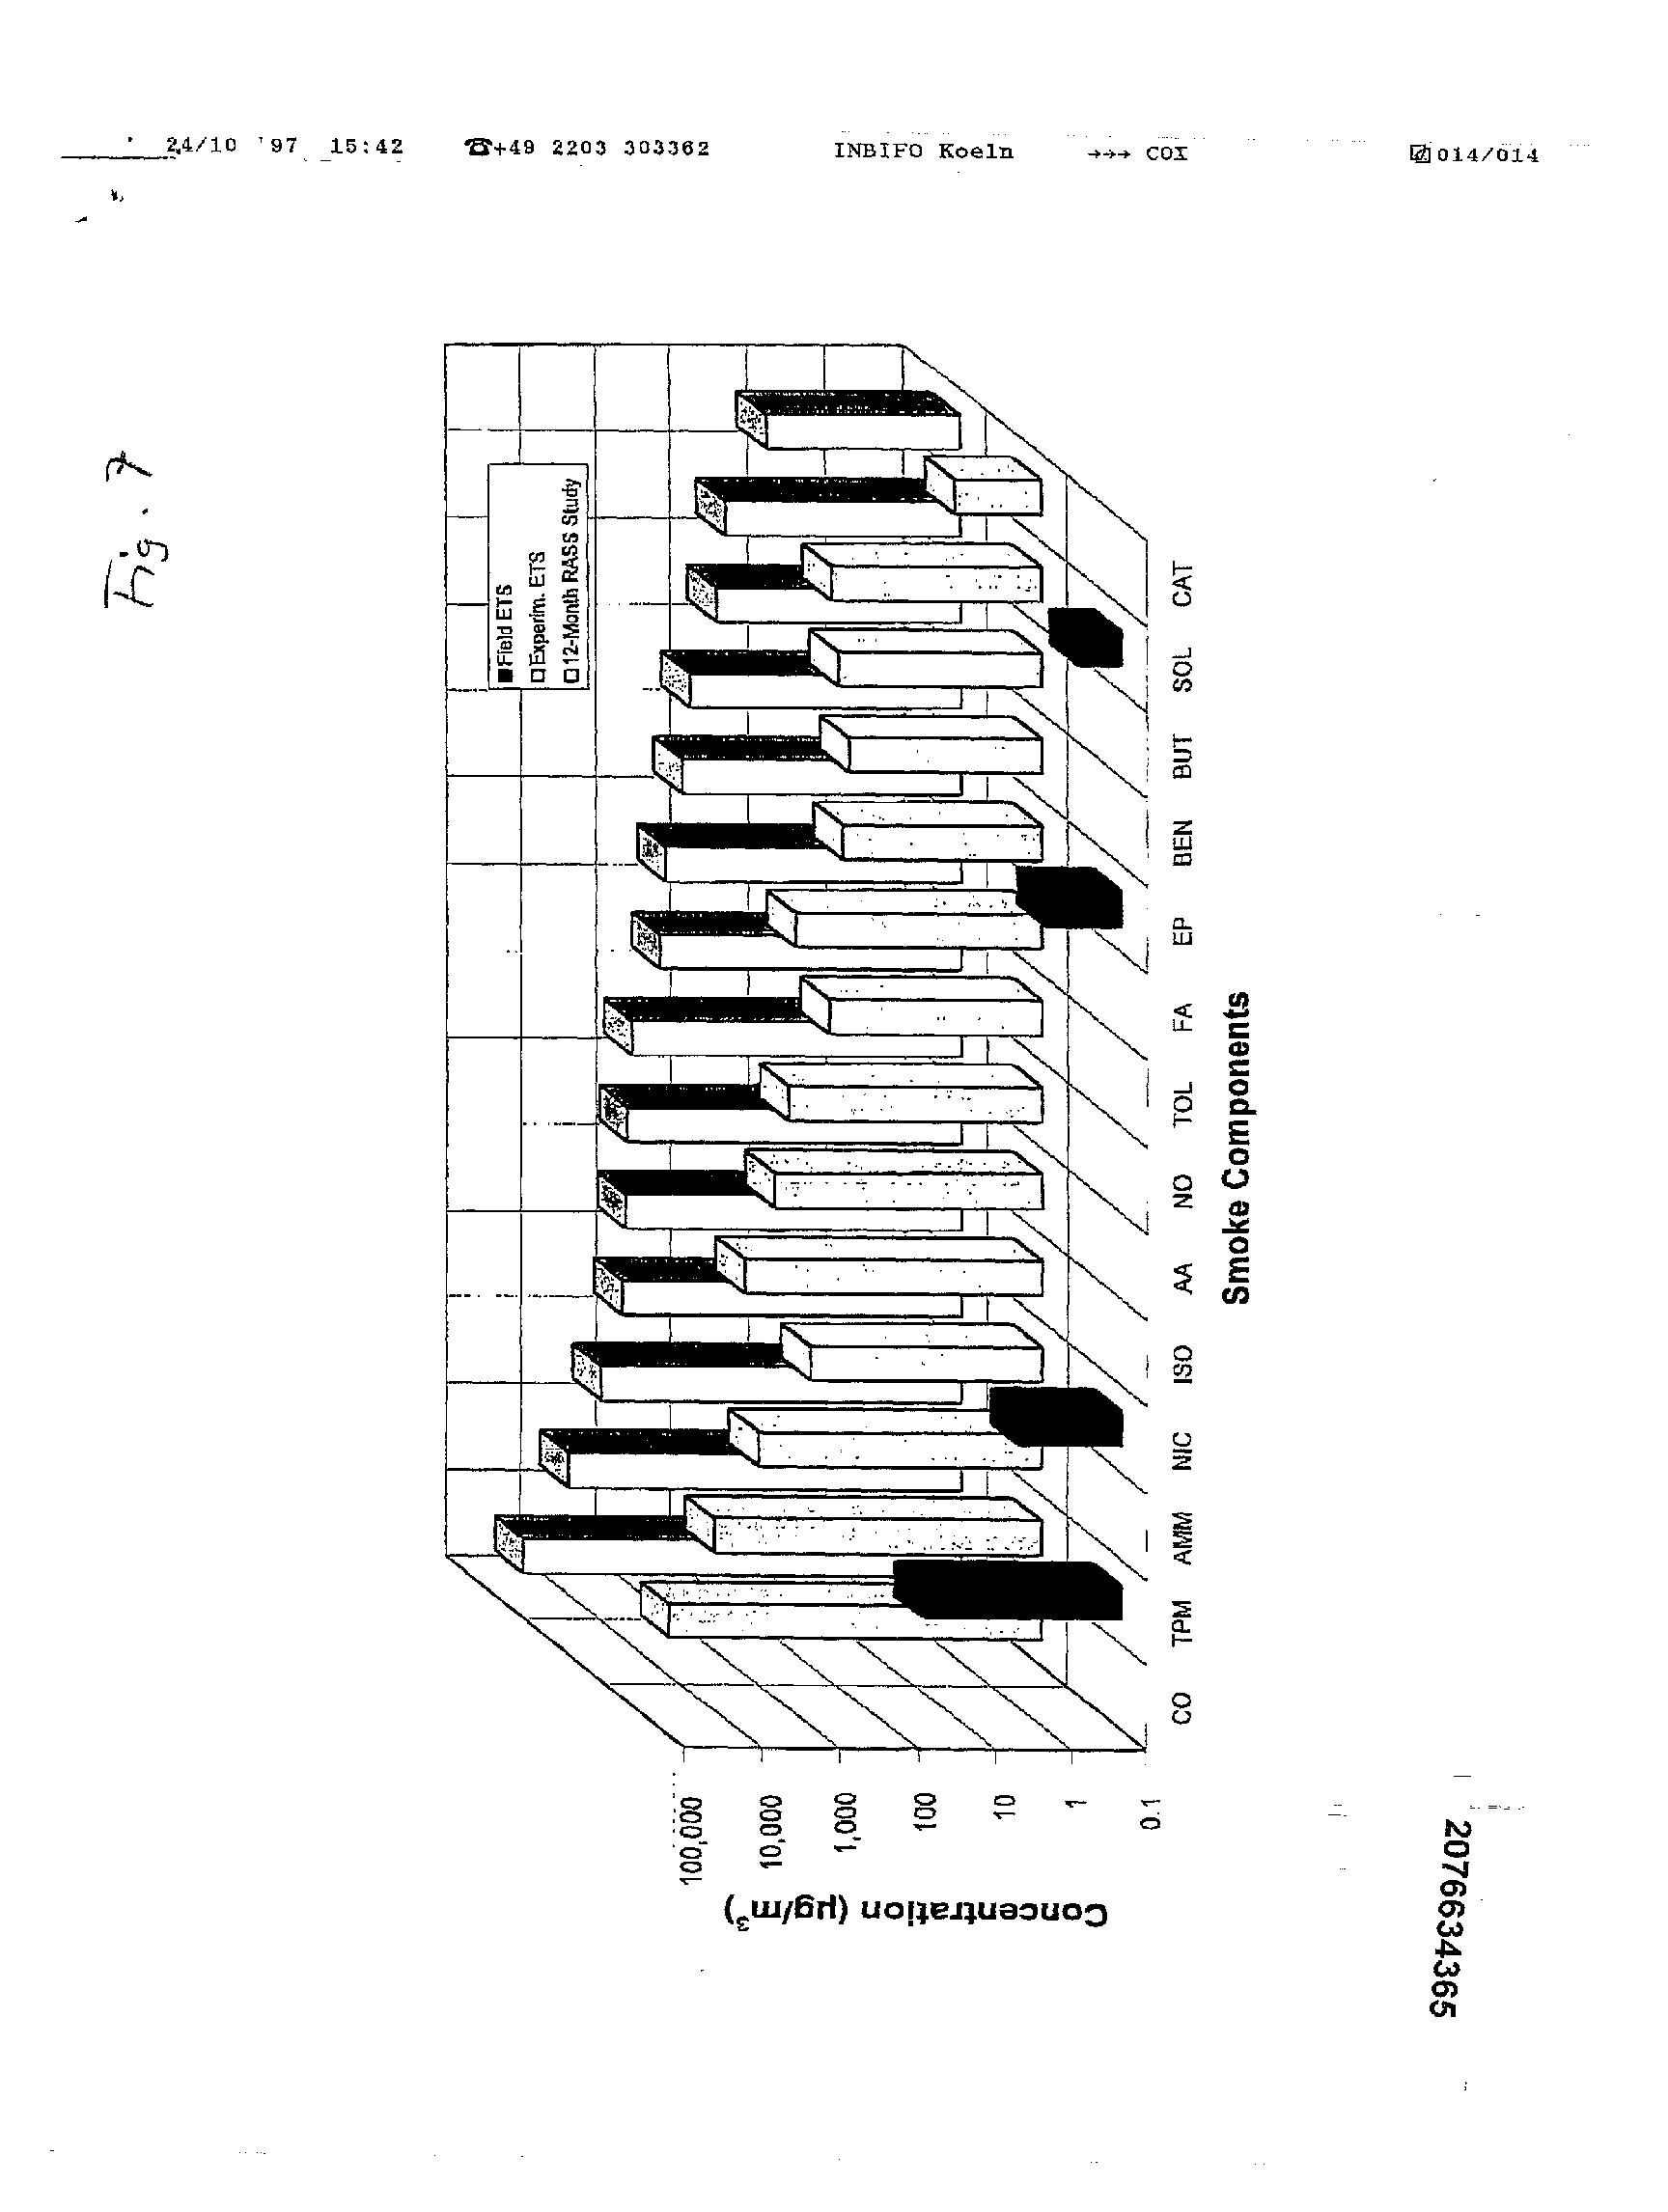 24/10 '97 15:42 ☎+49 2203 303362 INBIFO Koeln →→→ COX 014/014
Fig. 7
■Field ETS
□Experim. ETS
□12-Month RASS Study
Concentration (µg/m³)
100,000
10,000
1,000
100
10
1
0.1
CO TPM AMM NIC ISO AA NO TOL FA EP BEN BUT SOL CAT
Smoke Components
2076634365